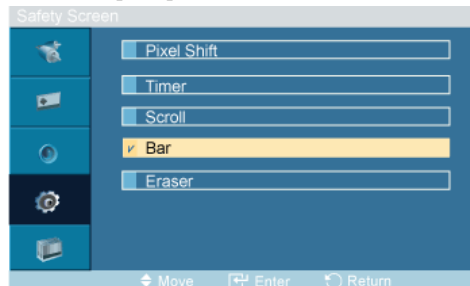 Safety Screen
Pixel Shift
Timer
Scroll
Bar
Eraser
Move Enter Return